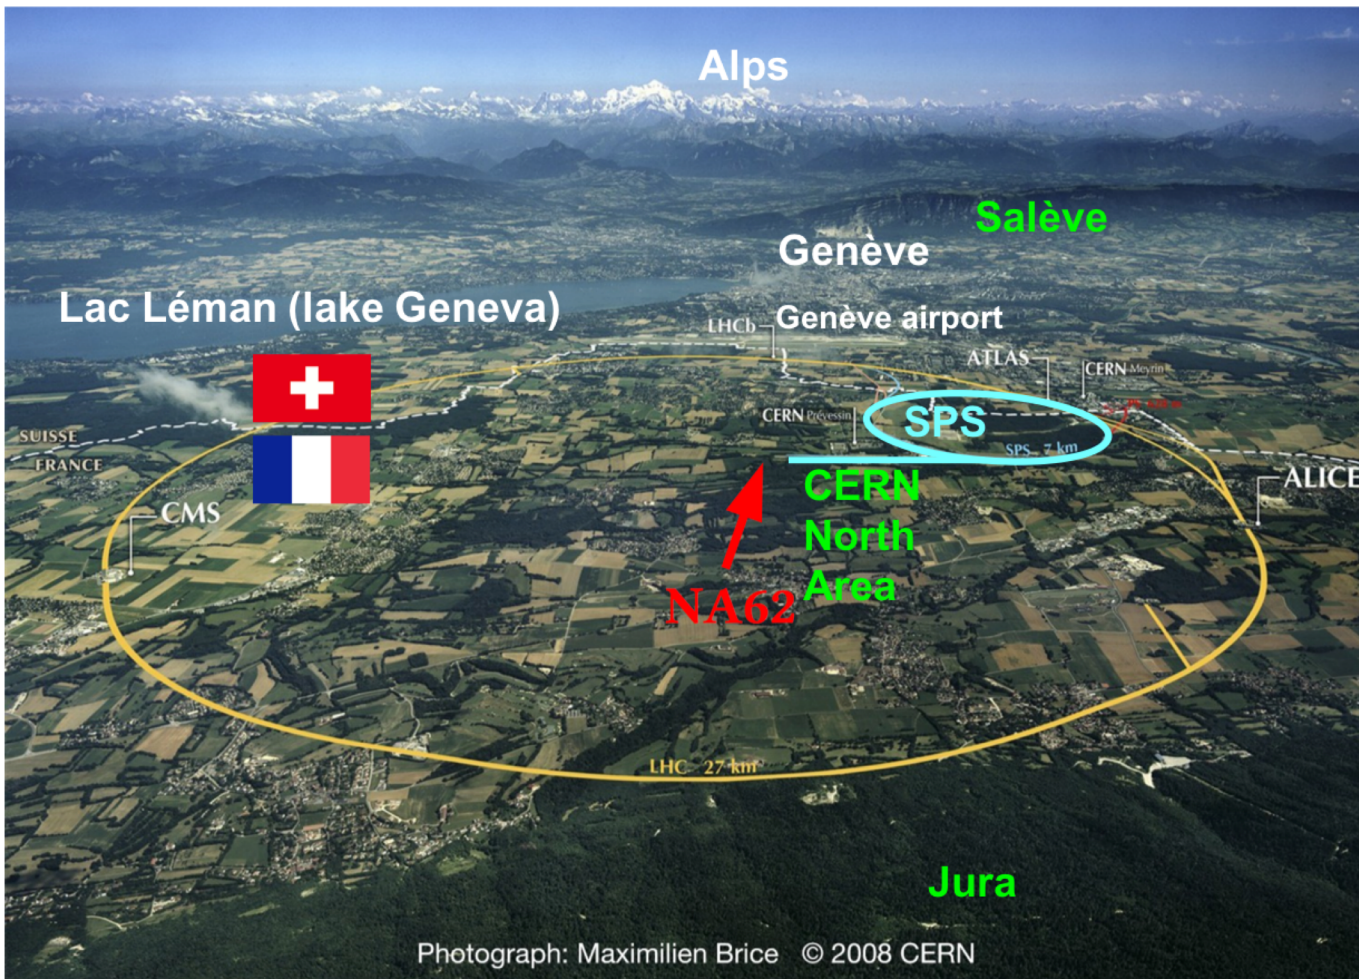 Alps
Salève
Genève
Lac Léman (lake Geneva)
LHCb
Genève airport
ATLAS
CERN Meyrin
CERN Prévessin
SPS
SUISSE
FRANCE
SPS 7 km
ALICE
CERN
North
Area
CMS
NA62
LHC 27 km
Jura
Photograph: Maximilien Brice © 2008 CERN